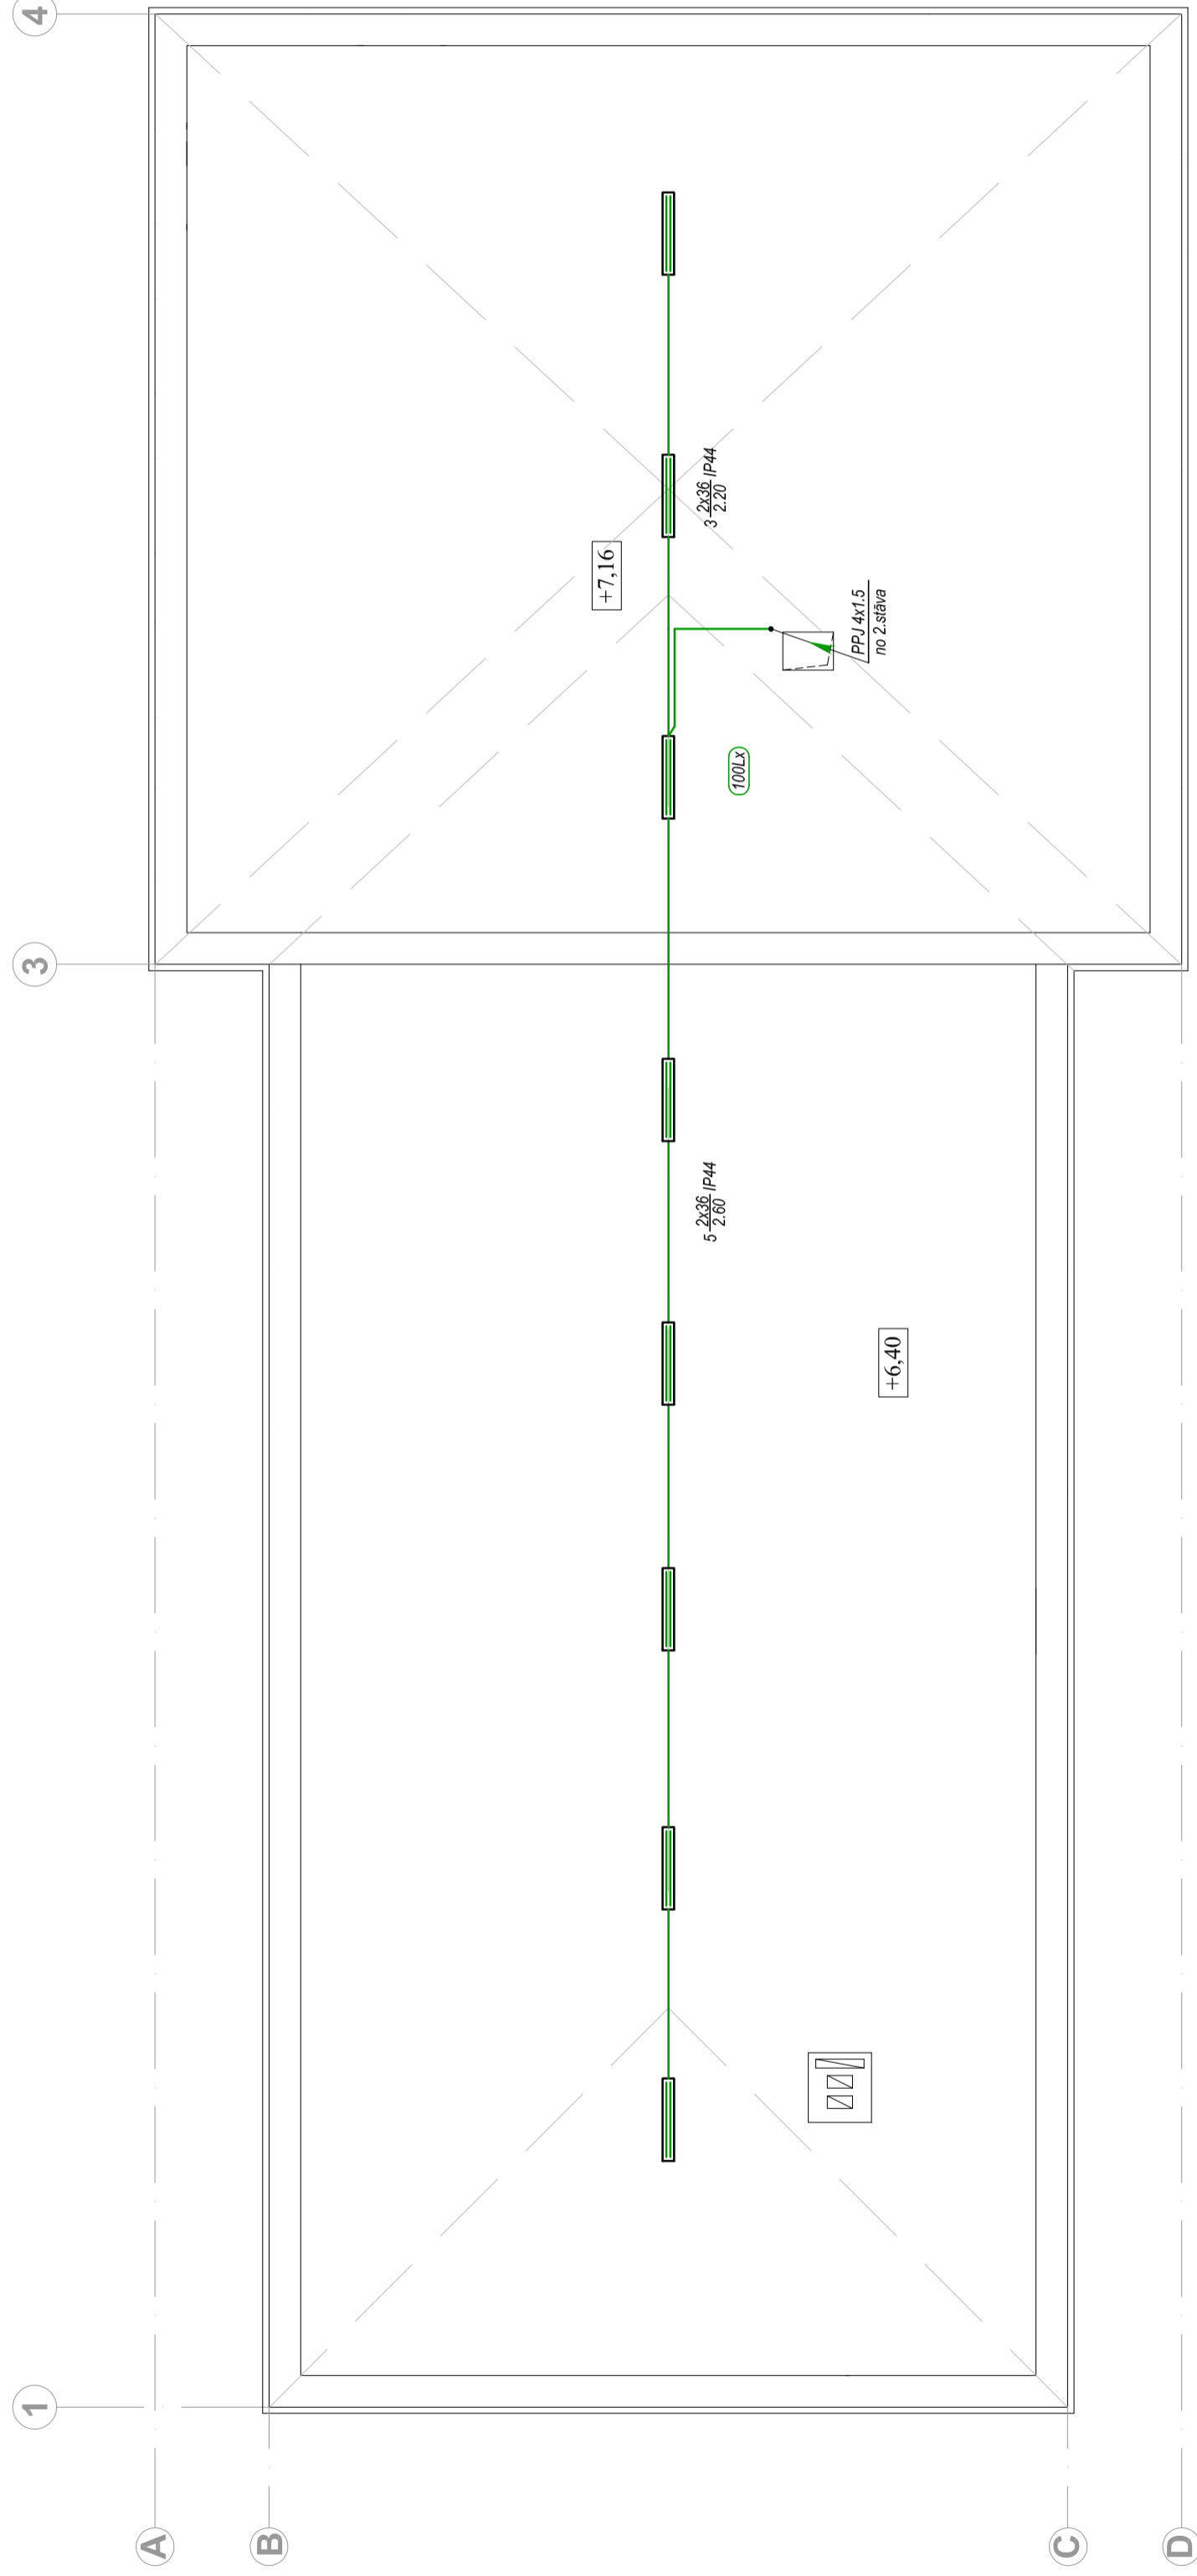 4
3
1
A
B
C
D
+7,16
3 2x36 IP44
2.20
PPJ 4x1.5
no 2.stāva
100Lx
5 2x36 IP44
2.60
+6,40